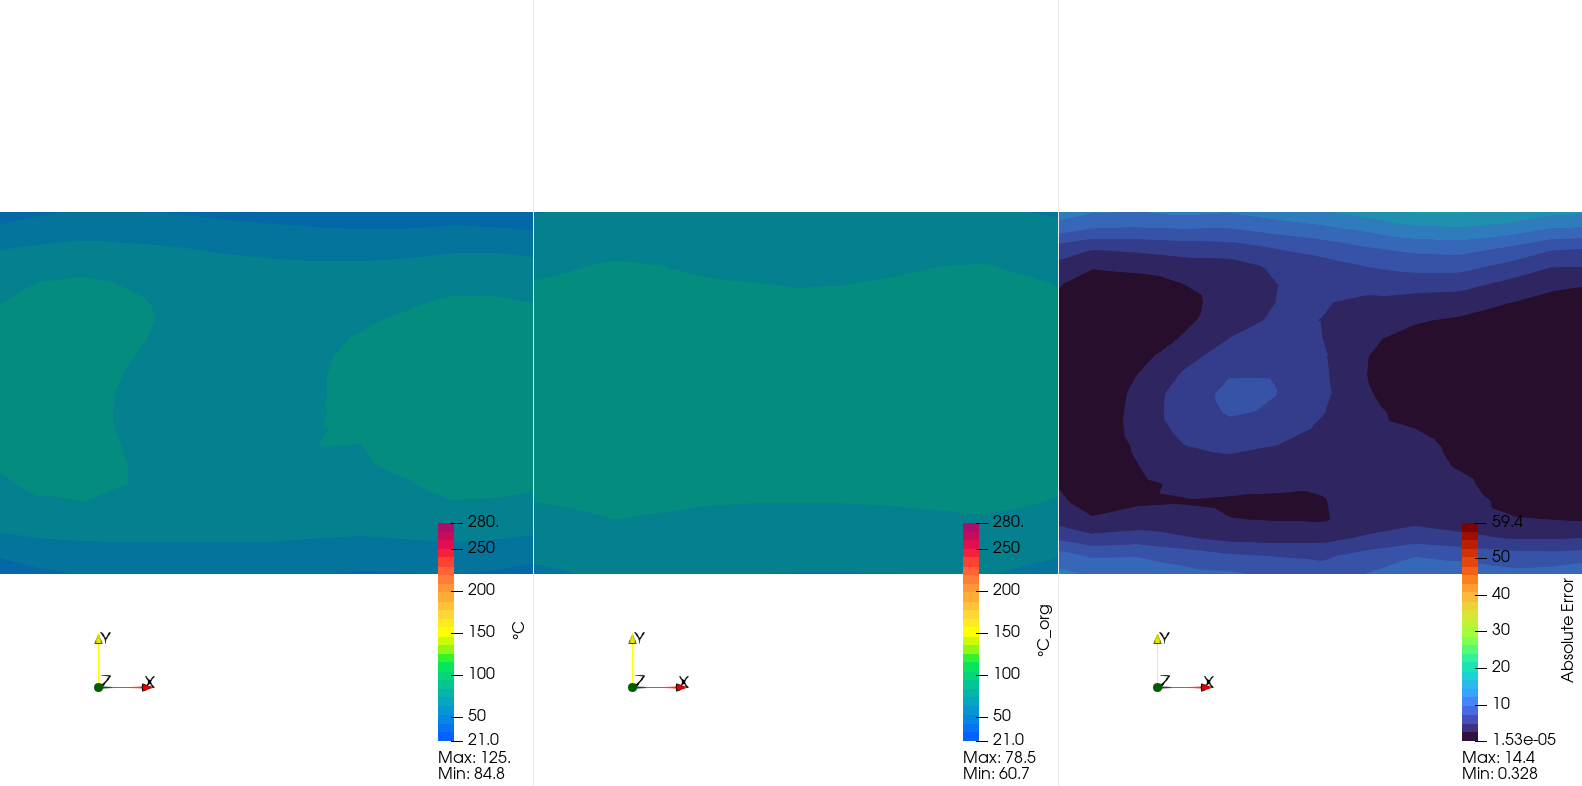 280.
250
200
150
100
50
21.0
°C
Max: 125.
Min: 84.8
Y
Z
X
280.
250
200
150
100
50
21.0
°C_org
Max: 78.5
Min: 60.7
Y
Z
X
59.4
50
40
30
20
10
1.53e-05
Absolute Error
Max: 14.4
Min: 0.328
Y
Z
X